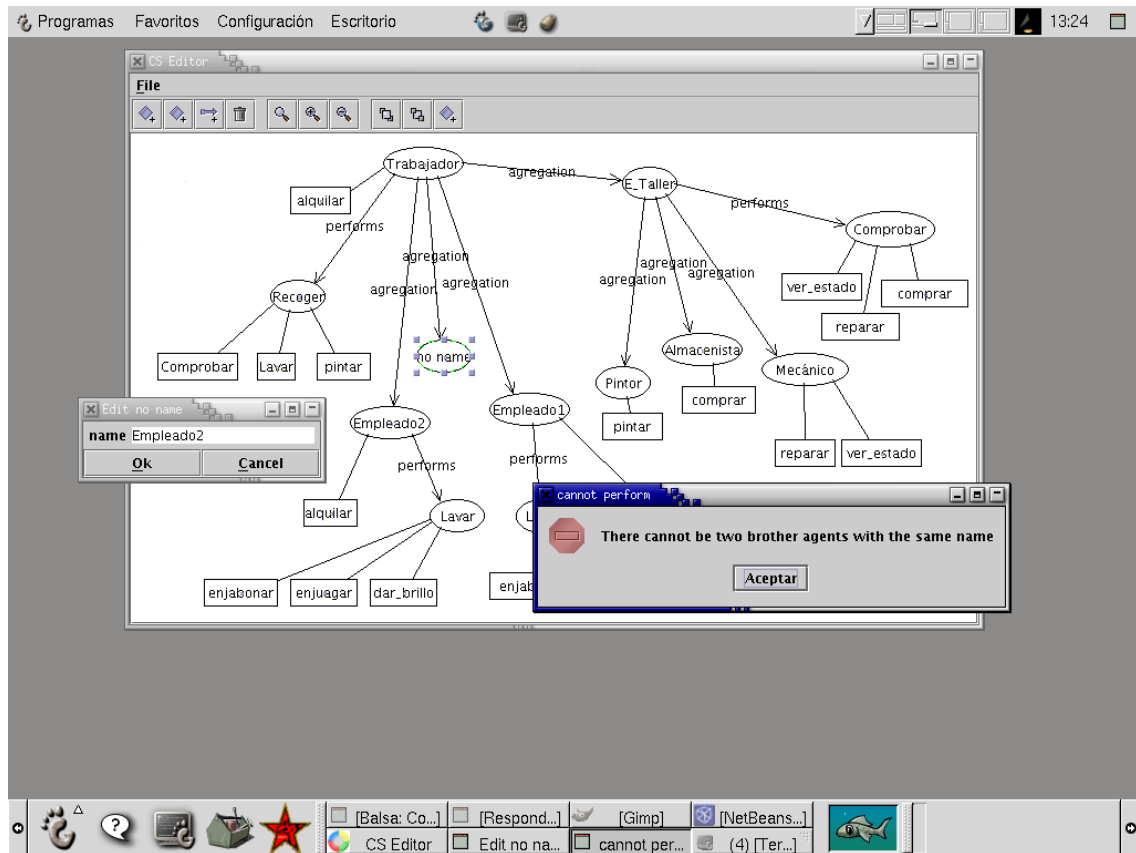 Programas Favoritos Configuración Escritorio 13:24
CS Editor
File
Trabajador
agregation
E_Taller
alquilar
performs
performs
Comprobar
agregation
agregation
agregation
agregation
agregation
agregation
ver_estado
comprar
Recoger
reparar
no name
Almacenista
Comprobar
Lavar
pintar
Mecánico
Pintor
comprar
Edit no name
Empleado2
Empleado1
pintar
name Empleado2
Ok Cancel
performs
performs
reparar
ver_estado
cannot perform
alquilar
Lavar
L
There cannot be two brother agents with the same name
Aceptar
enjabonar
enjuagar
dar_brillo
enjab
[Balsa: Co...] [Respond...] [Gimp] [NetBeans...]
CS Editor Edit no na... cannot per... (4) [Ter...]